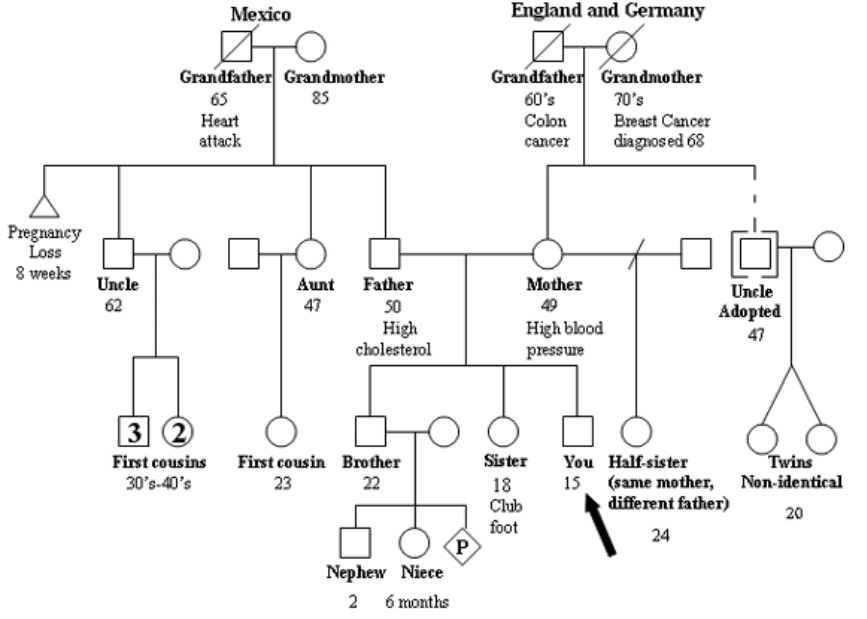 Mexico
England and Germany
Grandfather
65
Heart
attack
Grandmother
85
Grandfather
60's
Colon
cancer
Grandmother
70's
Breast Cancer
diagnosed 68
Pregnancy
Loss
8 weeks
Uncle
62
Aunt
47
Father
50
High
cholesterol
Mother
49
High blood
pressure
Uncle
Adopted
47
3
2
First cousins
30's-40's
First cousin
23
Brother
22
Sister
18
Club
foot
You
15
Half-sister
(same mother,
different father)
24
Twins
Non-identical
20
P
Nephew
2
Niece
6 months